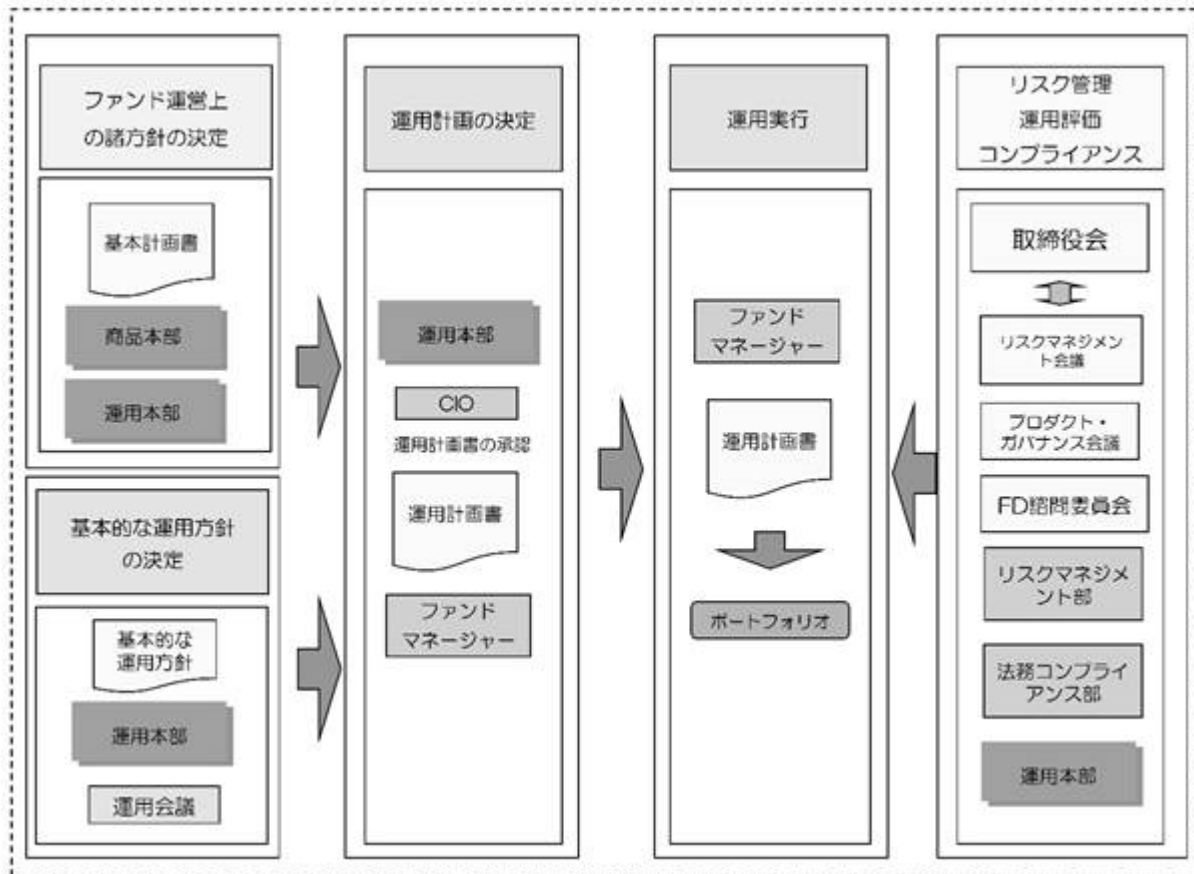 ファンド運営上
の諸方針の決定
基本計画書
商品本部
運用本部
基本的な運用方針
の決定
基本的な
運用方針
運用本部
運用会議
運用計画の決定
運用本部
CIO
運用計画書の承認
運用計画書
ファンド
マネージャー
運用実行
ファンド
マネージャー
運用計画書
ポートフォリオ
リスク管理
運用評価
コンプライアンス
取締役会
リスクマネジメン
ト会議
プロダクト・
ガバナンス会議
FD諮問委員会
リスクマネジメ
ント部
法務コンプライ
アンス部
運用本部